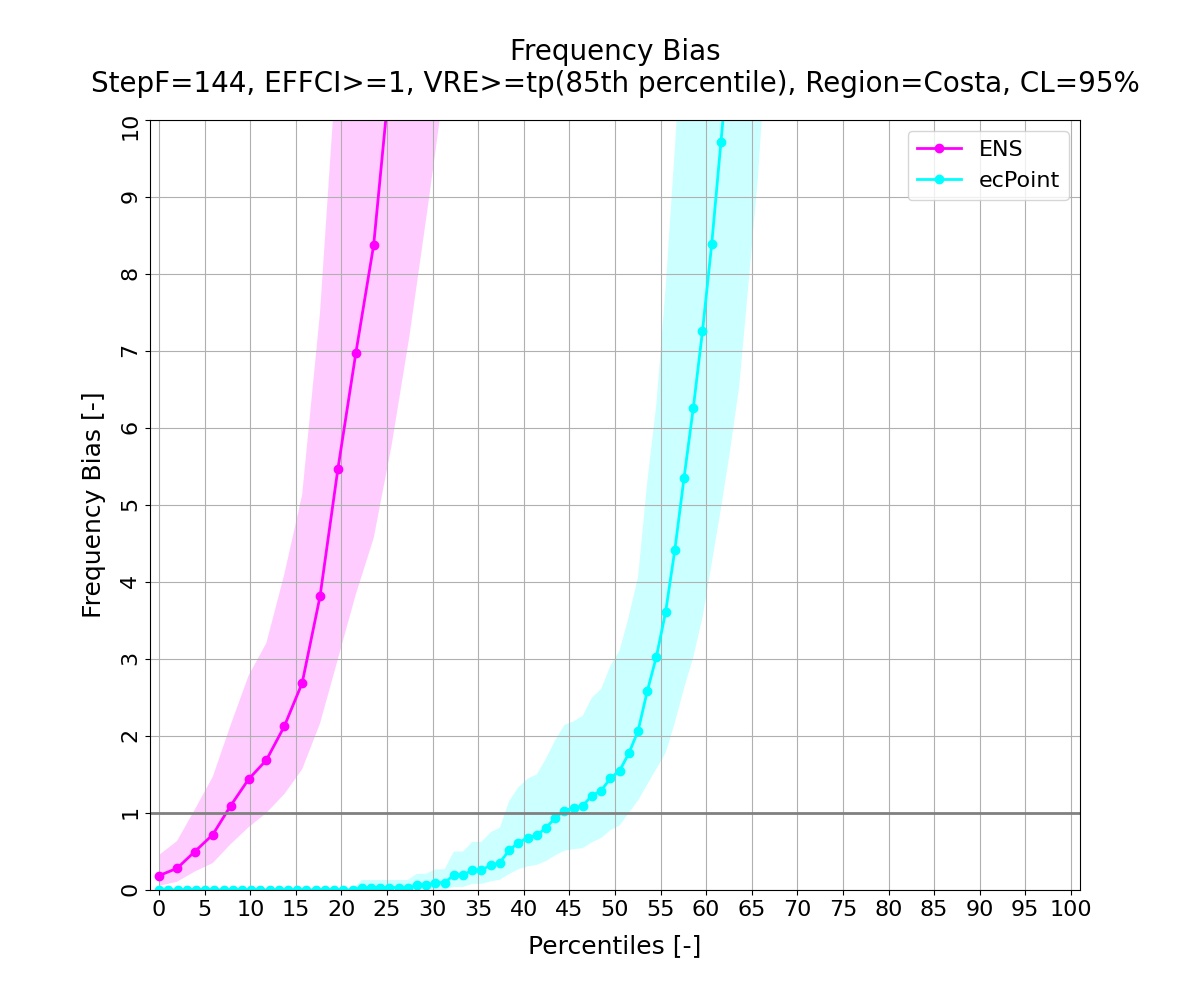 Frequency Bias
StepF=144, EFFCI>=1, VRE>=tp(85th percentile), Region=Costa, CL=95%
10
9
8
7
6
5
4
3
2
1
0
Frequency Bias [-]
ENS
ecPoint
0 5 10 15 20 25 30 35 40 45 50 55 60 65 70 75 80 85 90 95 100
Percentiles [-]